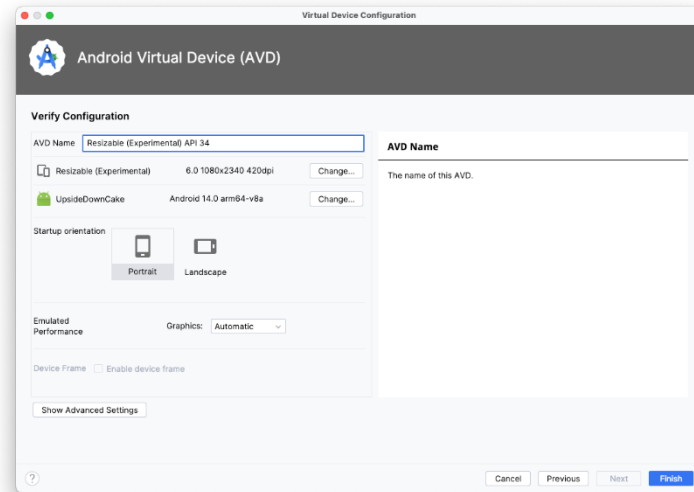 Virtual Device Configuration
Android Virtual Device (AVD)
Verify Configuration
AVD Name Resizable (Experimental) API 34
Resizable (Experimental) 6.0 1080x2340 420dpi Change...
UpsideDownCake Android 14.0 arm64-v8a Change...
Startup orientation
Portrait Landscape
Emulated
Performance Graphics: Automatic
Device Frame Enable device frame
Show Advanced Settings
AVD Name
The name of this AVD.
? Cancel Previous Next Finish